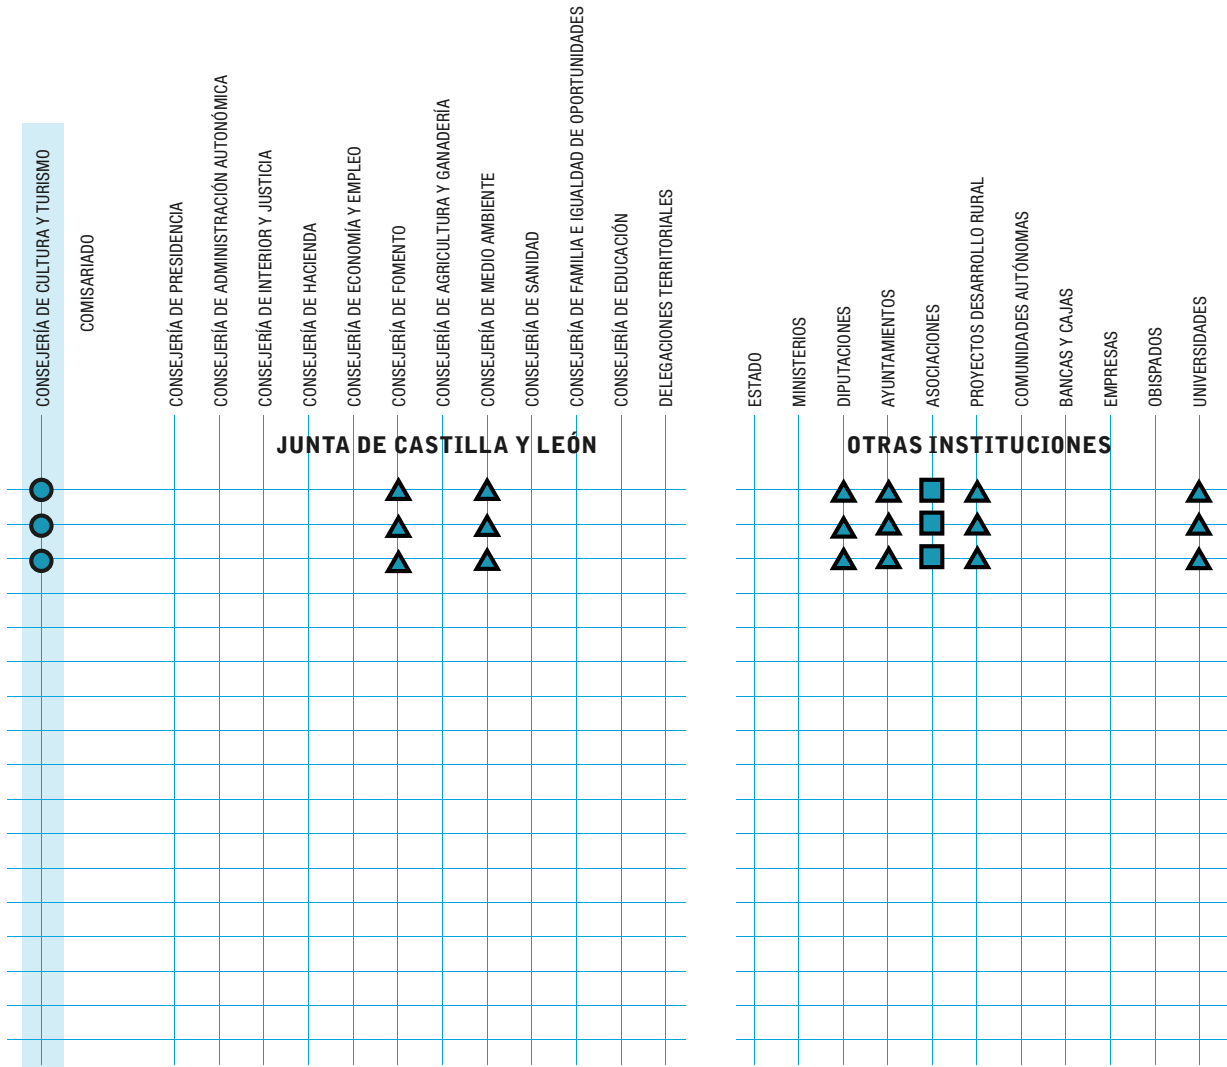 CONSEJERÍA DE CULTURA Y TURISMO
COMISARIADO
CONSEJERÍA DE PRESIDENCIA
CONSEJERÍA DE ADMINISTRACIÓN AUTONÓMICA
CONSEJERÍA DE INTERIOR Y JUSTICIA
CONSEJERÍA DE HACIENDA
CONSEJERÍA DE ECONOMÍA Y EMPLEO
CONSEJERÍA DE FOMENTO
CONSEJERÍA DE AGRICULTURA Y GANADERÍA
CONSEJERÍA DE MEDIO AMBIENTE
CONSEJERÍA DE SANIDAD
CONSEJERÍA DE FAMILIA E IGUALDAD DE OPORTUNIDADES
CONSEJERÍA DE EDUCACIÓN
DELEGACIONES TERRITORIALES
ESTADO
MINISTERIOS
DIPUTACIONES
AYUNTAMIENTOS
ASOCIACIONES
PROYECTOS DESARROLLO RURAL
COMUNIDADES AUTÓNOMAS
BANCAS Y CAJAS
EMPRESAS
OBISPADOS
UNIVERSIDADES
JUNTA DE CASTILLA Y LEÓN
OTRAS INSTITUCIONES